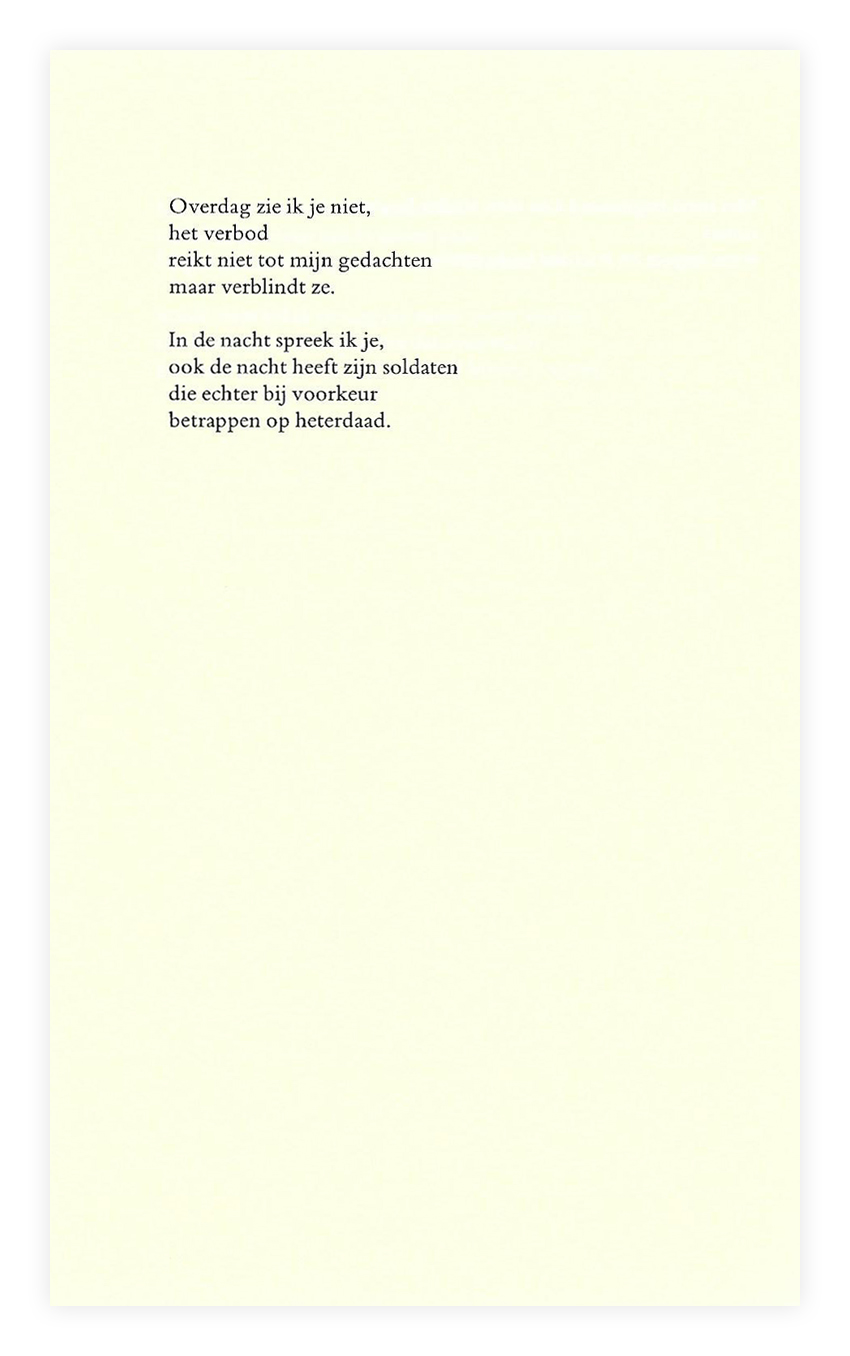 Overdag zie ik je niet,
het verbod
reikt niet tot mijn gedachten
maar verblindt ze.
In de nacht spreek ik je,
ook de nacht heeft zijn soldaten
die echter bij voorkeur
betrappen op heterdaad.